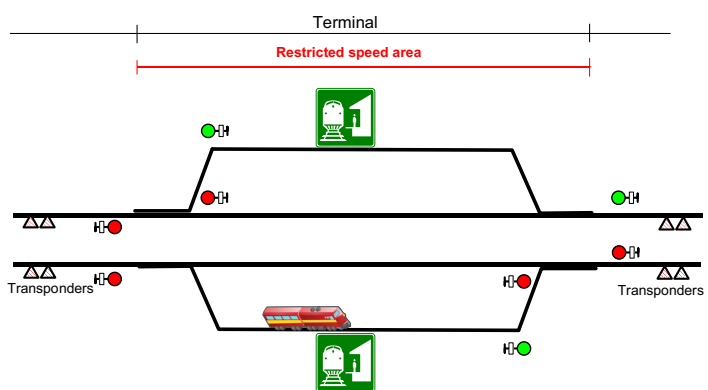 Terminal
Restricted speed area
Transponders
Transponders